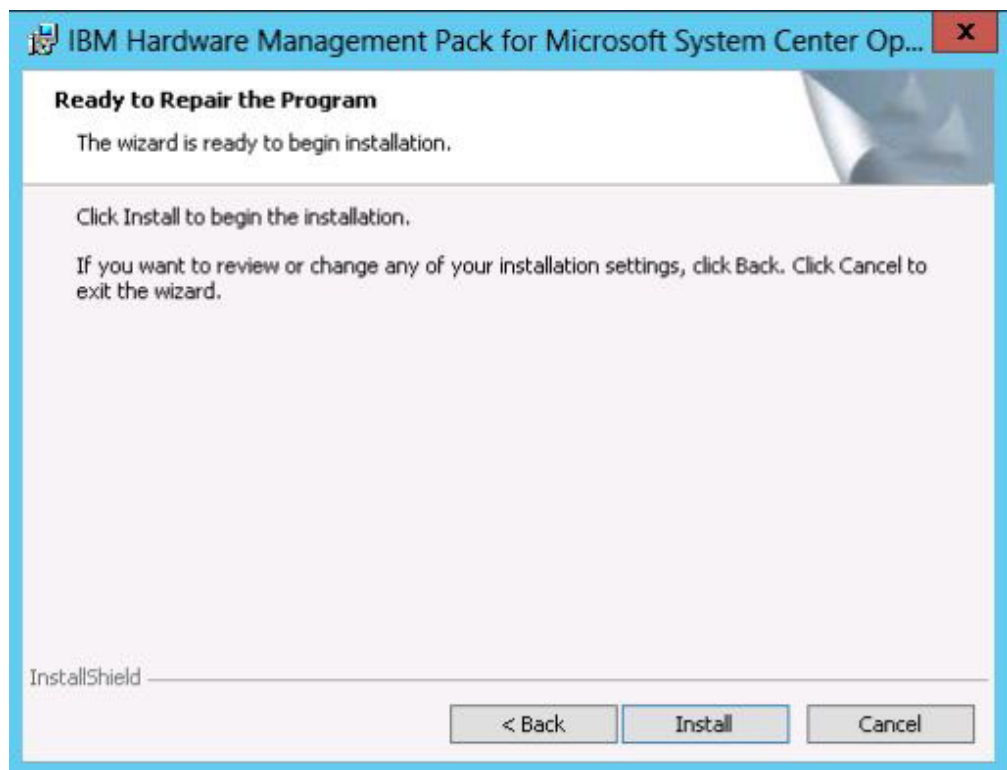 IBM Hardware Management Pack for Microsoft System Center Op...
x
Ready to Repair the Program
The wizard is ready to begin installation.
Click Install to begin the installation.
If you want to review or change any of your installation settings, click Back. Click Cancel to
exit the wizard.
InstallShield
< Back Install Cancel